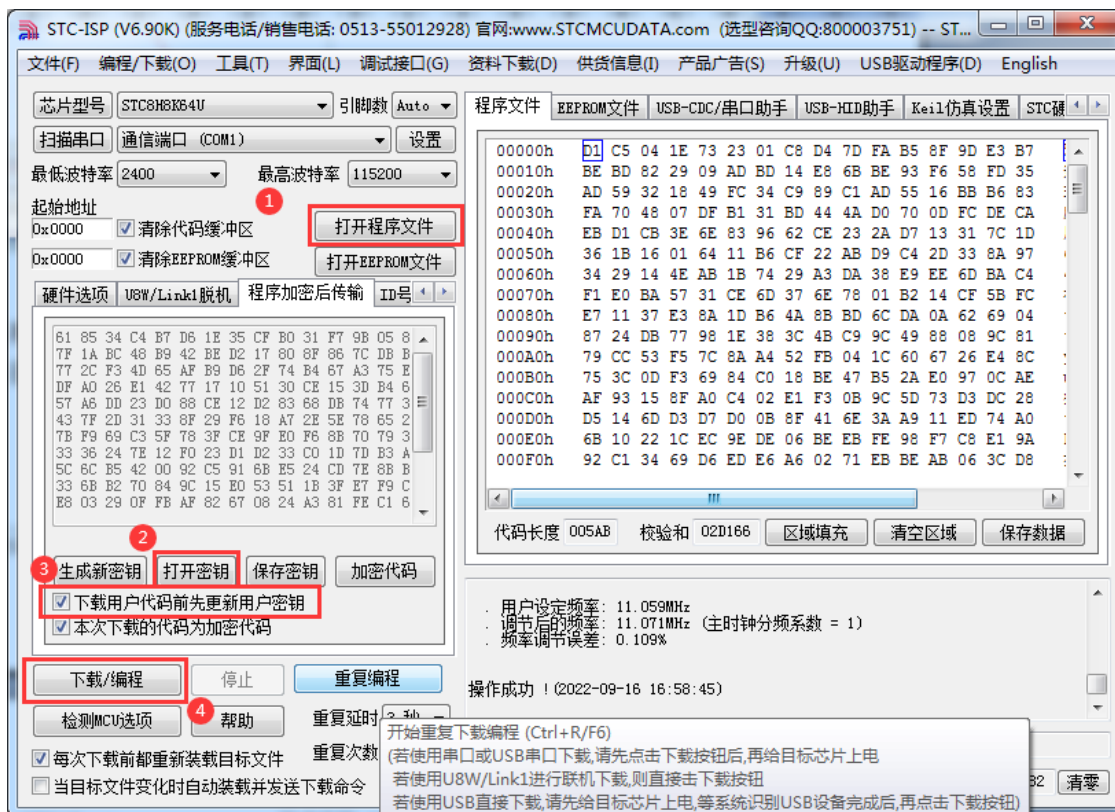 STC-ISP (V6.90K) (服务电话/销售电话: 0513-55012928) 官网:www.STCMCUDATA.com (选型咨询QQ:800003751) -- ST...
文件(F) 编程/下载(O) 工具(T) 界面(L) 调试接口(G) 资料下载(D) 供货信息(I) 产品广告(S) 升级(U) USB驱动程序(D) English
芯片型号 STC8H8K64U 引脚数 Auto
扫描串口 通信端口 (COM1) 设置
最低波特率 2400 最高波特率 115200
1
起始地址
0x0000 清除代码缓冲区 打开程序文件
0x0000 清除EEPROM缓冲区 打开EEPROM文件
硬件选项 U8W/Link1脱机 程序加密后传输 ID号
61 85 34 C4 B7 D6 1E 35 CF B0 31 F7 9B 05 8
7F 1A BC 48 B9 42 BE D2 17 80 8F 86 7C DB B
77 2C F3 4D 65 AF B9 D6 2F 74 B4 67 A3 75 E
DF A0 26 E1 42 77 17 10 51 30 CE 15 3D B4 6
57 A6 DD 23 D0 88 CE 12 D2 83 68 DB 74 77 3
43 7F 2D 31 33 8F 29 F6 18 A7 2E 5E 78 65 2
7B F9 69 C3 5F 78 3F CE 9F E0 F6 8B 70 79 3
33 36 24 7E 12 F0 23 D1 D2 33 C0 1D 7D B3 A
5C 6C B5 42 00 92 C5 91 6B E5 24 CD 7E 8B B
33 6B B2 70 84 9C 15 E0 53 51 1B 3F E7 F9 C
E8 03 29 0F FB AF 82 67 08 24 A3 81 FE C1 6
2
3
生成新密钥 打开密钥 保存密钥 加密代码
下载用户代码前先更新用户密钥
本次下载的代码为加密代码
下载/编程 停止 重复编程
4
检测MCU选项 帮助 重复延时 3 秒
每次下载前都重新装载目标文件 重复次数
当目标文件变化时自动装载并发送下载命令
程序文件 EEPROM文件 USB-CDC/串口助手 USB-HID助手 Keil仿真设置 STC硬
00000h D1 C5 04 1E 73 23 01 C8 D4 7D FA B5 8F 9D E3 B7
00010h BE BD 82 29 09 AD BD 14 E8 6B BE 93 F6 58 FD 35
00020h AD 59 32 18 49 FC 34 C9 89 C1 AD 55 16 BB B6 83
00030h FA 70 48 07 DF B1 31 BD 44 4A D0 70 0D FC DE CA
00040h EB D1 CB 3E 6E 83 96 62 CE 23 2A D7 13 31 7C 1D
00050h 36 1B 16 01 64 11 B6 CF 22 AB D9 C4 2D 33 8A 97
00060h 34 29 14 4E AB 1B 74 29 A3 DA 38 E9 EE 6D BA C4
00070h F1 E0 BA 57 31 CE 6D 37 6E 78 01 B2 14 CF 5B FC
00080h E7 11 37 E3 8A 1D B6 4A 8B BD 6C DA 0A 62 69 04
00090h 87 24 DB 77 98 1E 38 3C 4B C9 9C 49 88 08 9C 81
000A0h 79 CC 53 F5 7C 8A A4 52 FB 04 1C 60 67 26 E4 8C
000B0h 75 3C 0D F3 69 84 C0 18 BE 47 B5 2A E0 97 0C AE
000C0h AF 93 15 8F A0 C4 02 E1 F3 0B 9C 5D 73 D3 DC 28
000D0h D5 14 6D D3 D7 D0 0B 8F 41 6E 3A A9 11 ED 74 A0
000E0h 6B 10 22 1C EC 9E DE 06 BE EB FE 98 F7 C8 E1 9A
000F0h 92 C1 34 69 D6 ED E6 A6 02 71 EB BE AB 06 3C D8
代码长度 005AB 校验和 02D166 区域填充 清空区域 保存数据
. 用户设定频率: 11.059MHz
. 调节后的频率: 11.071MHz (主时钟分频系数 = 1)
. 频率调节误差: 0.109%
操作成功 !(2022-09-16 16:58:45)
开始重复下载编程 (Ctrl+R/F6)
(若使用串口或USB串口下载,请先点击下载按钮后,再给目标芯片上电
若使用U8W/Link1进行联机下载,则直接击下载按钮
若使用USB直接下载,请先给目标芯片上电,等系统识别USB设备完成后,再点击下载按钮)
82 清零